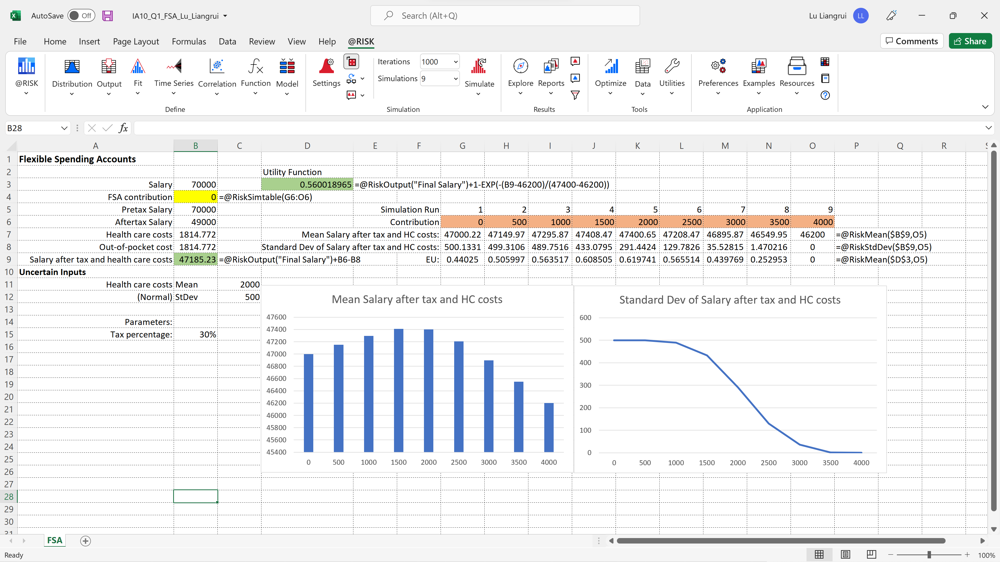 AutoSave Off IA10_Q1_FSA_Lu_Liangrui Search (Alt+Q) Lu Liangrui LL
File Home Insert Page Layout Formulas Data Review View Help @RISK Comments Share
@RISK Distribution Output Fit Time Series Correlation Function Model Settings Iterations 1000 Simulations 9 Simulate Explore Reports Optimize Data Utilities Preferences Examples Resources
Define Simulation Results Tools Application
B28 fx
A B C D E F G H I J K L M N O P Q R
1 Flexible Spending Accounts
2 Utility Function
3 Salary 70000 0.560018965 =@RiskOutput("Final Salary")+1-EXP(-(B9-46200)/(47400-46200))
4 FSA contribution 0 =@RiskSimtable(G6:O6)
5 Pretax Salary 70000 Simulation Run 1 2 3 4 5 6 7 8 9
6 Aftertax Salary 49000 Contribution 0 500 1000 1500 2000 2500 3000 3500 4000
7 Health care costs 1814.772 Mean Salary after tax and HC costs: 47000.22 47149.97 47295.87 47408.47 47400.65 47208.47 46895.87 46549.95 46200 =@RiskMean($B$9,O5)
8 Out-of-pocket cost 1814.772 Standard Dev of Salary after tax and HC costs: 500.1331 499.3106 489.7516 433.0795 291.4424 129.7826 35.52815 1.470216 0 =@RiskStdDev($B$9,O5)
9 Salary after tax and health care costs 47185.23 =@RiskOutput("Final Salary")+B6-B8 EU: 0.44025 0.505997 0.563517 0.608505 0.619741 0.565514 0.439769 0.252953 0 =@RiskMean($D$3,O5)
10 Uncertain Inputs
11 Health care costs Mean 2000
12 (Normal) StDev 500
13
14 Parameters:
15 Tax percentage: 30%
16
17
18
19
20
21
22
23
24
25
26
27
28
29
30
31
Mean Salary after tax and HC costs
47600
47400
47200
47000
46800
46600
46400
46200
46000
45800
45600
45400
0 500 1000 1500 2000 2500 3000 3500 4000
Standard Dev of Salary after tax and HC costs
600
500
400
300
200
100
0
0 500 1000 1500 2000 2500 3000 3500 4000
FSA
Ready 100%